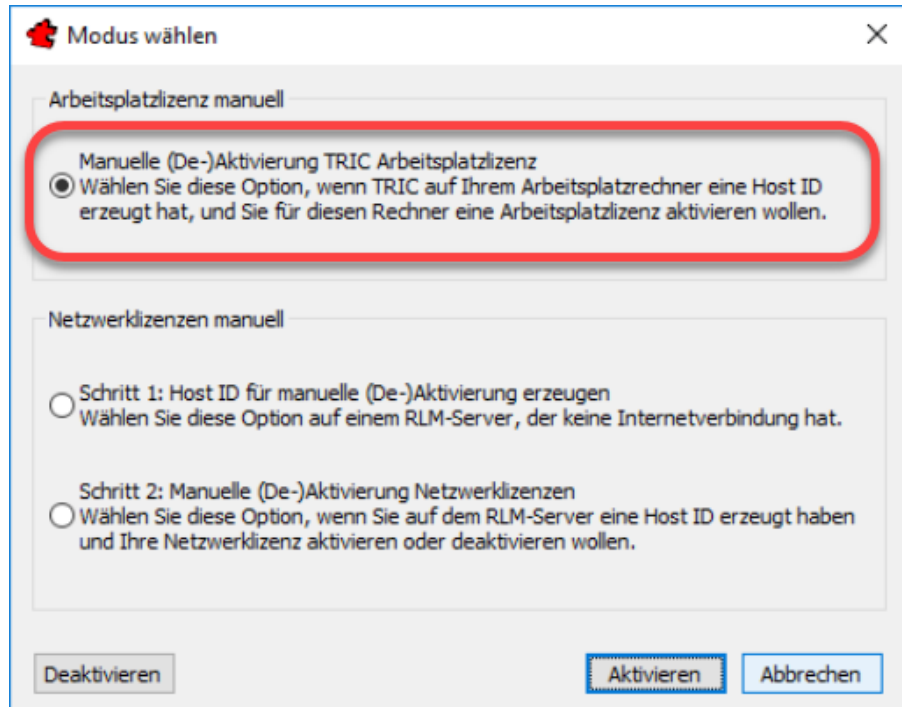 Modus wählen
Arbeitsplatzlizenz manuell
Manuelle (De-)Aktivierung TRIC Arbeitsplatzlizenz
Wählen Sie diese Option, wenn TRIC auf Ihrem Arbeitsplatzrechner eine Host ID
erzeugt hat, und Sie für diesen Rechner eine Arbeitsplatzlizenz aktivieren wollen.
Netzwerklizenzen manuell
Schritt 1: Host ID für manuelle (De-)Aktivierung erzeugen
Wählen Sie diese Option auf einem RLM-Server, der keine Internetverbindung hat.
Schritt 2: Manuelle (De-)Aktivierung Netzwerklizenzen
Wählen Sie diese Option, wenn Sie auf dem RLM-Server eine Host ID erzeugt haben
und Ihre Netzwerklizenz aktivieren oder deaktivieren wollen.
Deaktivieren Aktivieren Abbrechen